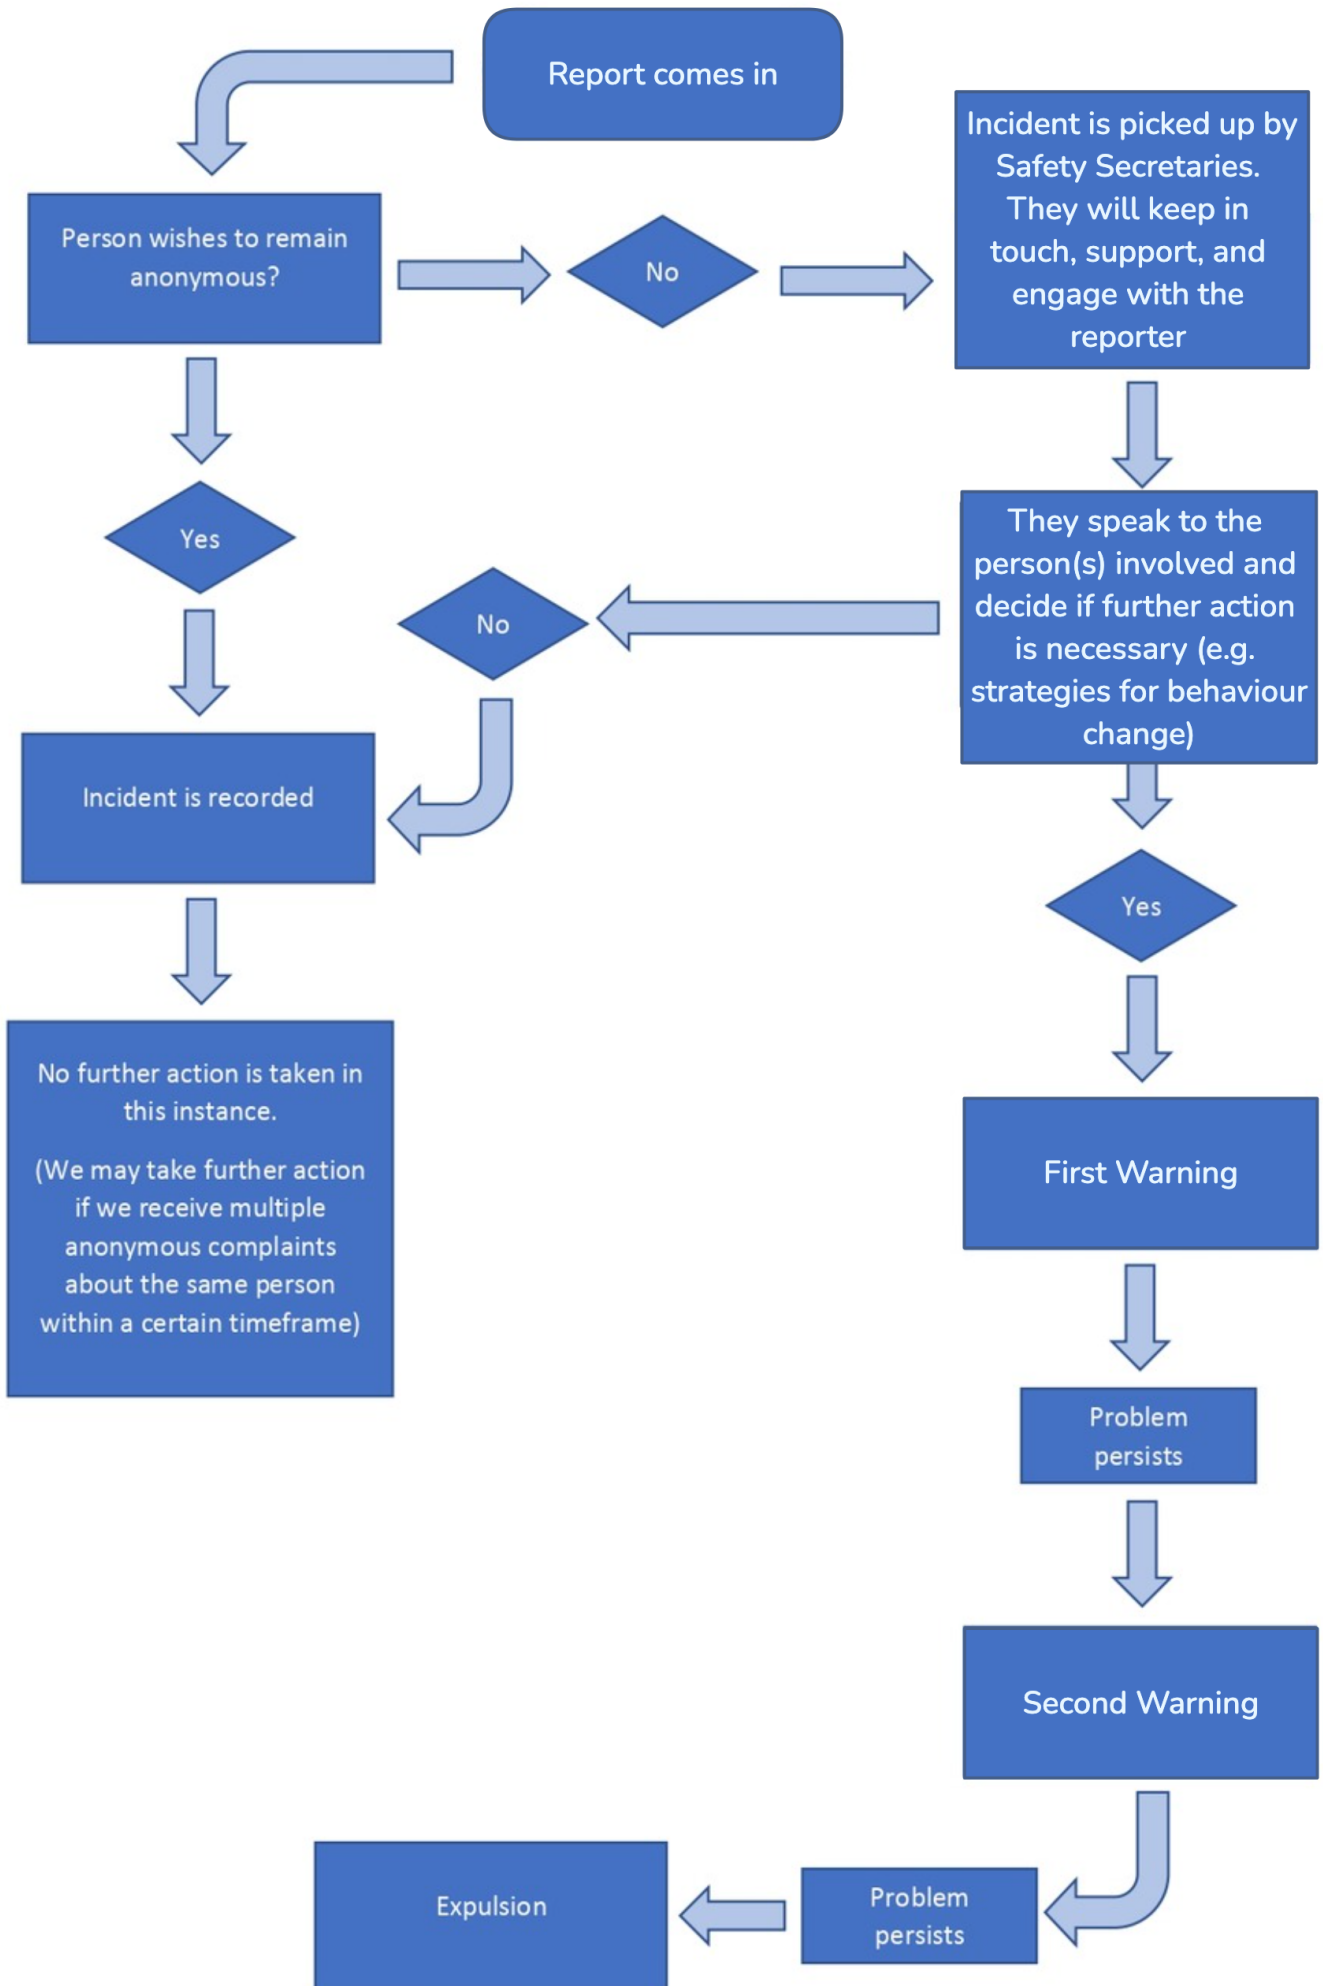 Report comes in
Person wishes to remain
anonymous?
No
Incident is picked up by
Safety Secretaries.
They will keep in
touch, support, and
engage with the
reporter
They speak to the
person(s) involved and
decide if further action
is necessary (e.g.
strategies for behaviour
change)
Yes
No
Incident is recorded
No further action is taken in
this instance.
(We may take further action
if we receive multiple
anonymous complaints
about the same person
within a certain timeframe)
Yes
First Warning
Problem
persists
Second Warning
Problem
persists
Expulsion